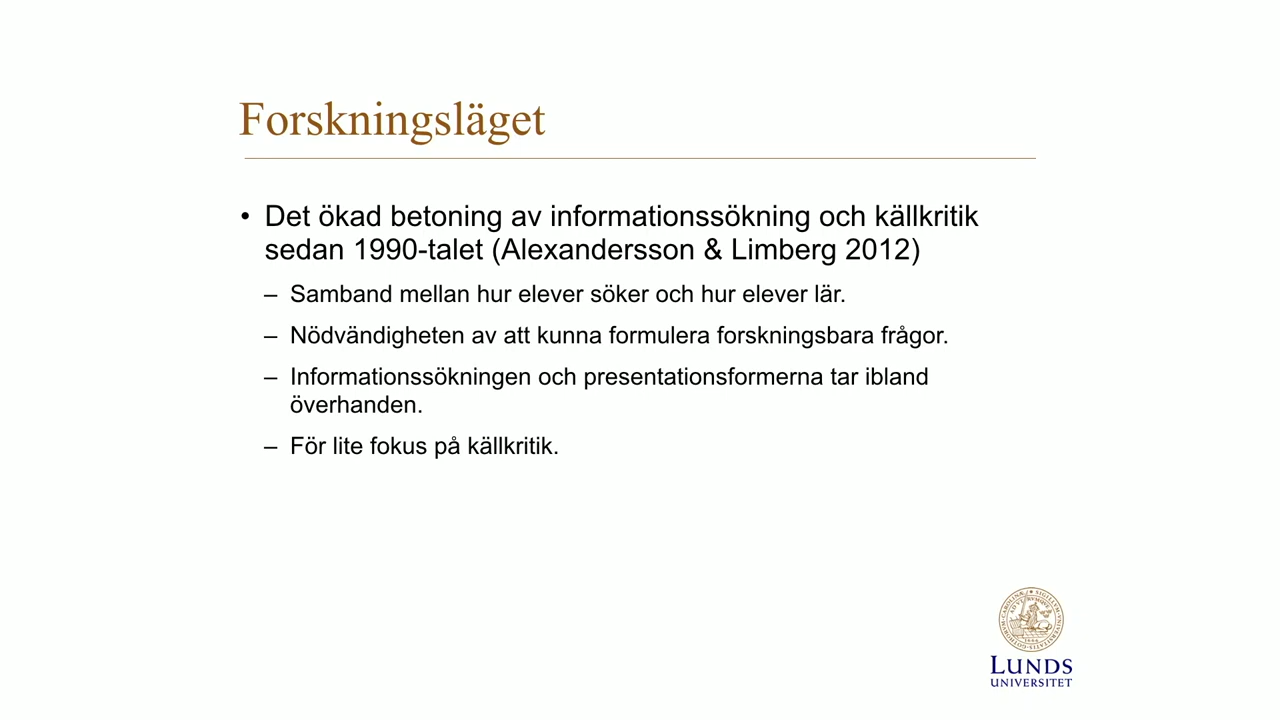 Forskningsläget
• Det ökad betoning av informationssökning och källkritik
sedan 1990-talet (Alexandersson & Limberg 2012)
– Samband mellan hur elever söker och hur elever lär.
– Nödvändigheten av att kunna formulera forskningsbara frågor.
– Informationssökningen och presentationsformerna tar ibland
överhanden.
– För lite fokus på källkritik.
LUNDS
UNIVERSITET